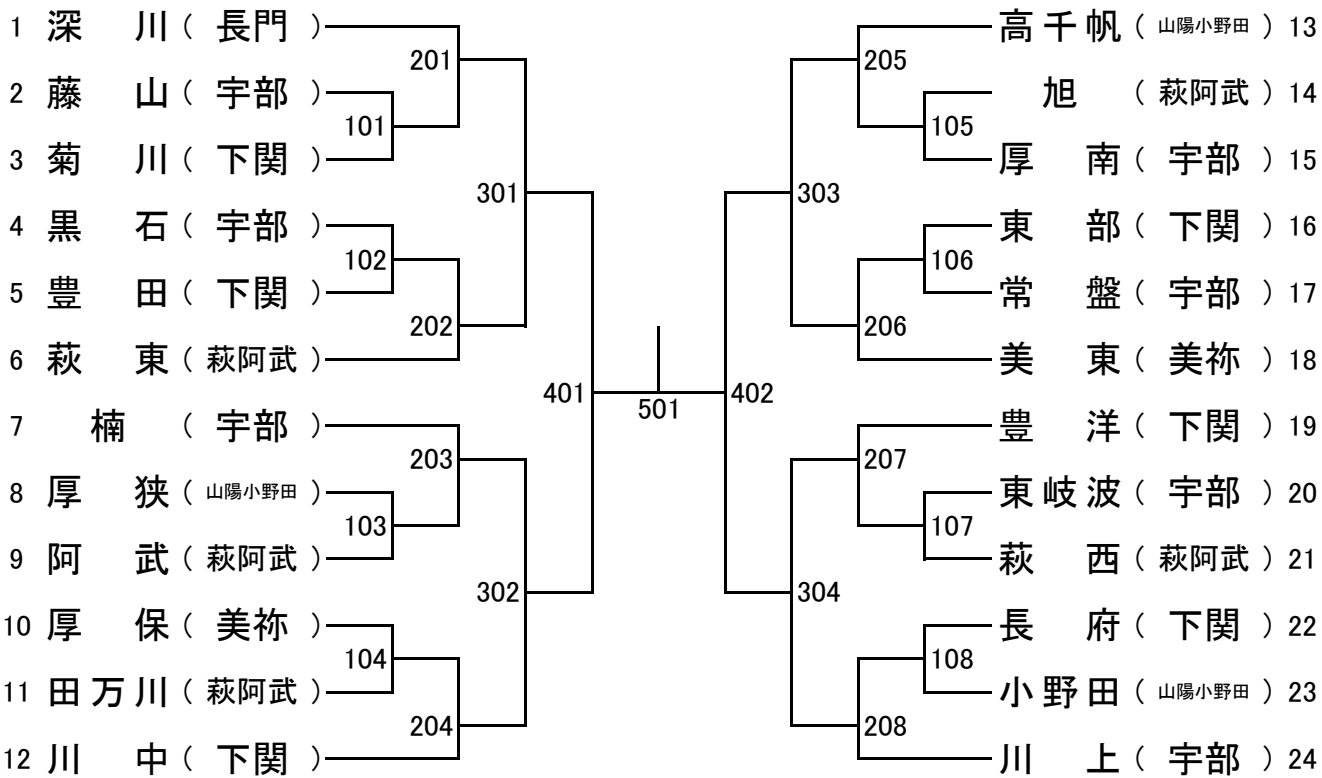 1 深川（長門）
2 藤山（宇部）
3 菊川（下関）
4 黒石（宇部）
5 豊田（下関）
6 萩東（萩阿武）
7 楠（宇部）
8 厚狭（山陽小野田）
9 阿武（萩阿武）
10 厚保（美祢）
11 田万川（萩阿武）
12 川中（下関）
101
102
103
104
201
202
203
204
301
302
401
501
402
303
304
205
206
207
208
105
106
107
108
高千帆（山陽小野田）13
旭（萩阿武）14
厚南（宇部）15
東部（下関）16
常盤（宇部）17
美東（美祢）18
豊洋（下関）19
東岐波（宇部）20
萩西（萩阿武）21
長府（下関）22
小野田（山陽小野田）23
川上（宇部）24